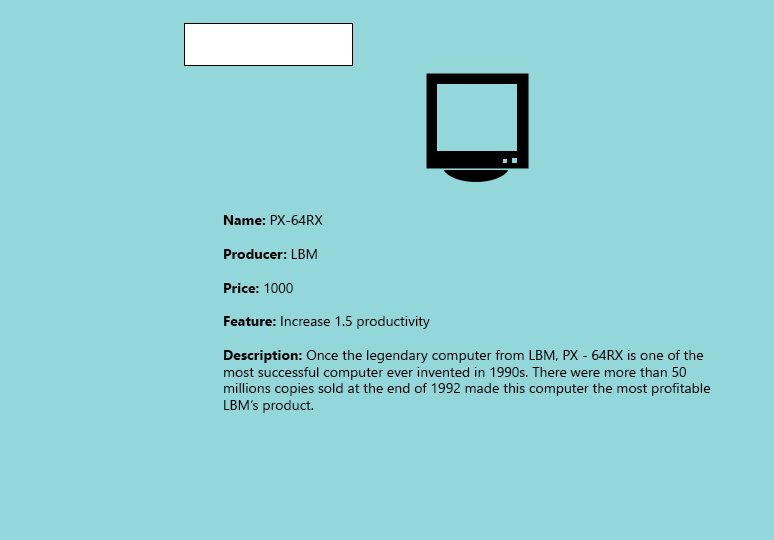 Name: PX-64RX
Producer: LBM
Price: 1000
Feature: Increase 1.5 productivity
Description: Once the legendary computer from LBM, PX - 64RX is one of the
most successful computer ever invented in 1990s. There were more than 50
millions copies sold at the end of 1992 made this computer the most profitable
LBM's product.